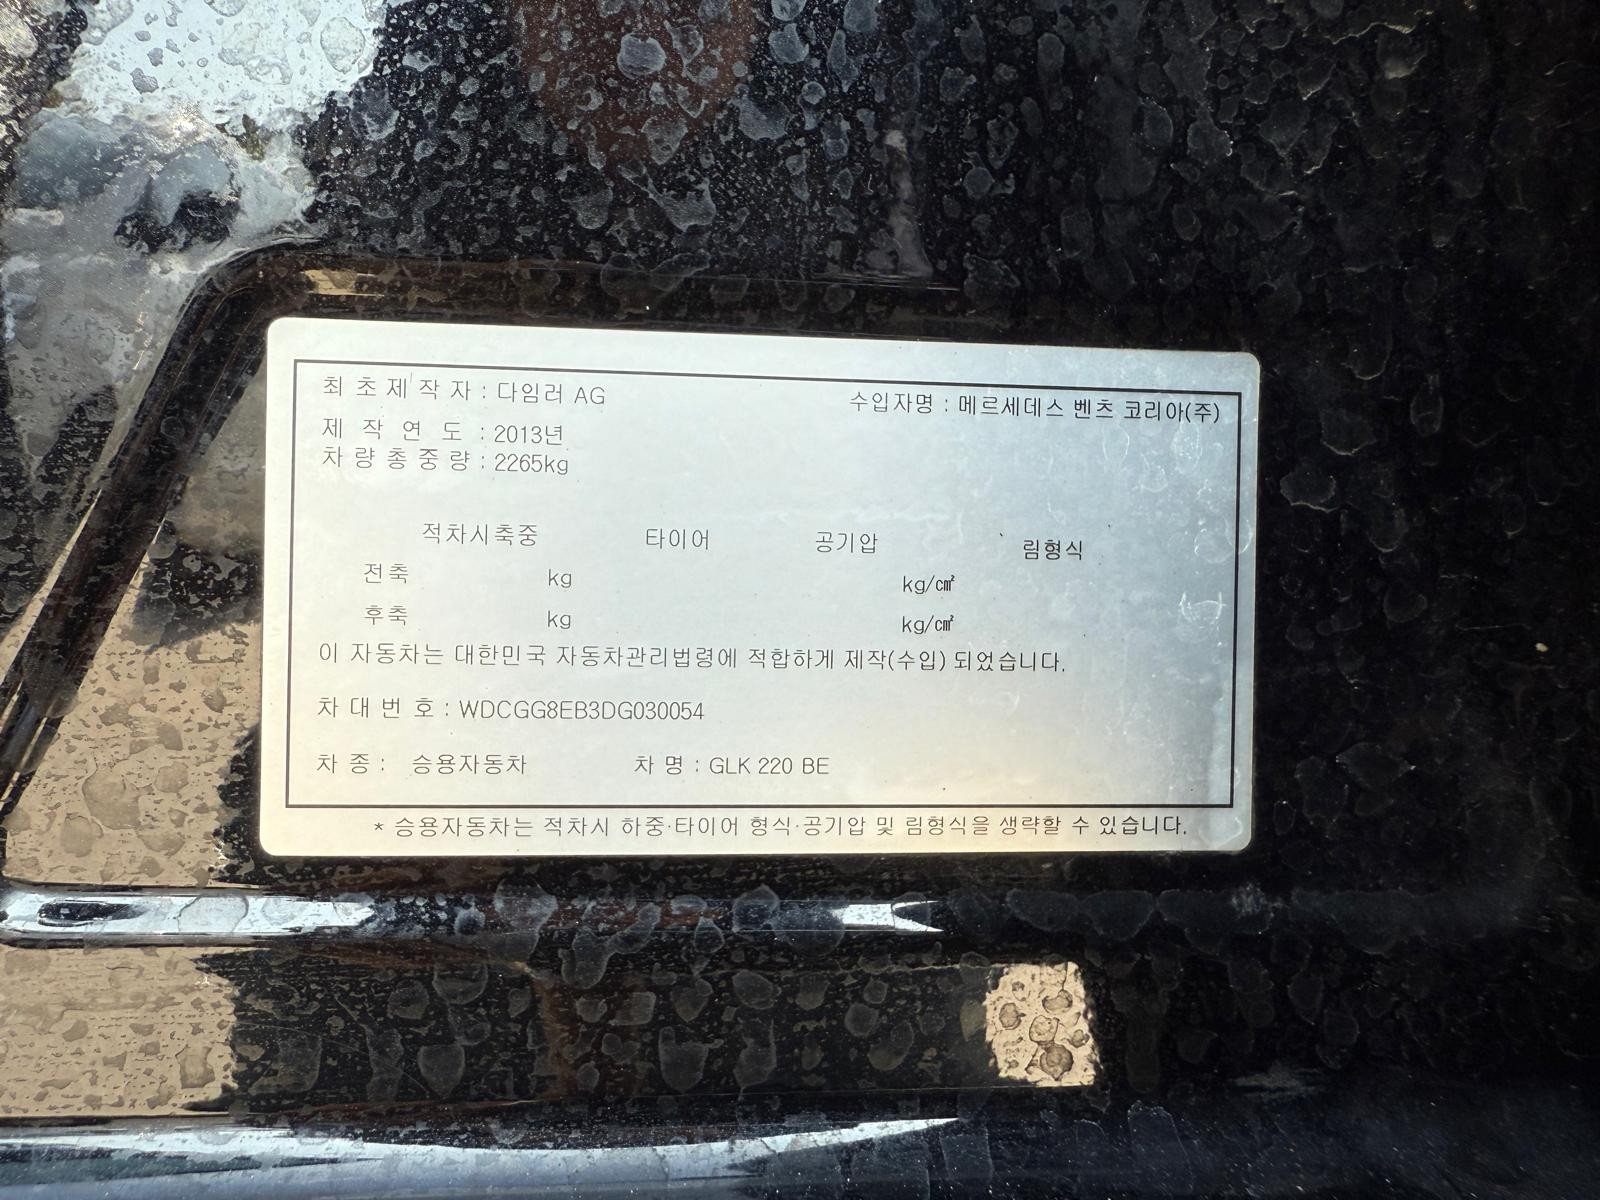 최초제작자 : 다임러 AG
수입자명 : 메르세데스 벤츠 코리아(주)
제작연도 : 2013년
차량총중량 : 2265kg
적차시축중 타이어 공기압 림형식
전축 kg kg/㎠
후축 kg kg/㎠
이 자동차는 대한민국 자동차관리법령에 적합하게 제작(수입) 되었습니다.
차대번호 : WDCGG8EB3DG030054
차종 : 승용자동차 차명 : GLK 220 BE
* 승용자동차는 적차시 하중·타이어 형식·공기압 및 림형식을 생략할 수 있습니다.